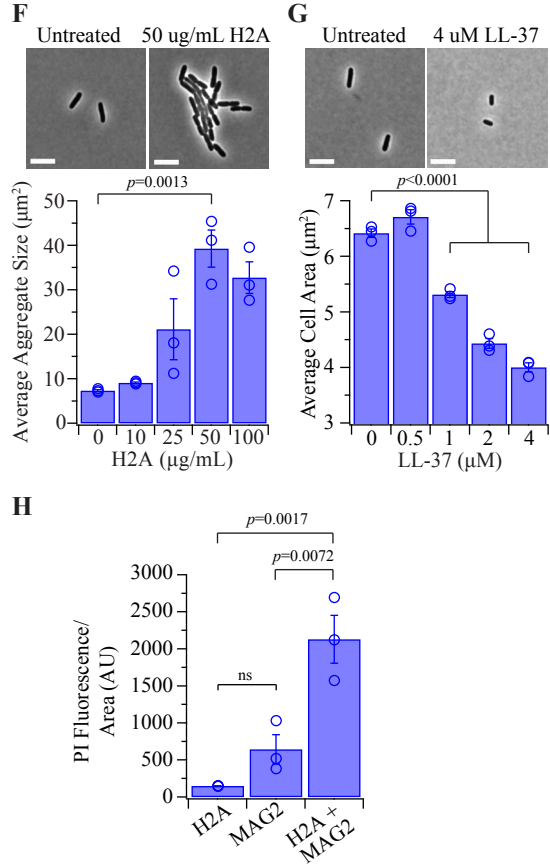 F
Untreated 50 ug/mL H2A
p=0.0013
50
40
30
20
10
0
Average Aggregate Size (µm²)
0 10 25 50 100
H2A (µg/mL)
G
Untreated 4 uM LL-37
p<0.0001
7
6
5
4
3
Average Cell Area (µm²)
0 0.5 1 2 4
LL-37 (µM)
H
p=0.0017
p=0.0072
ns
3000
2500
2000
1500
1000
500
0
PI Fluorescence/
Area (AU)
H2A
MAG2
H2A +
MAG2